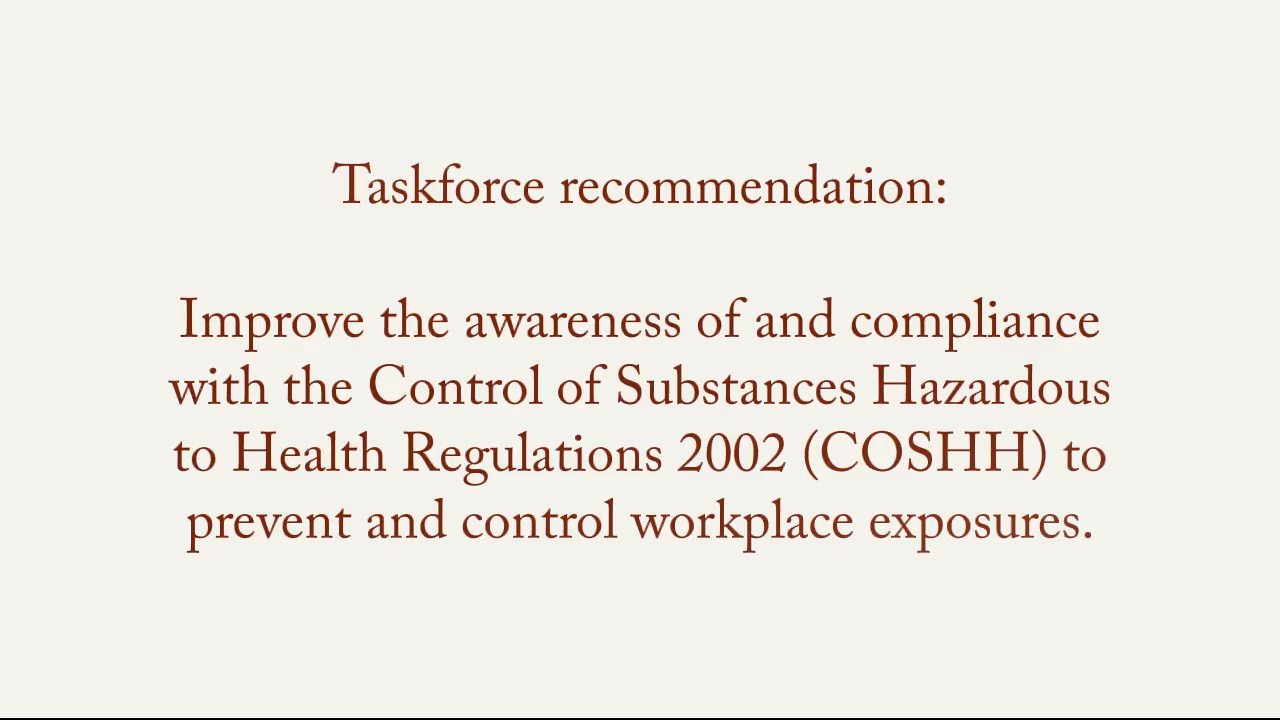 Taskforce recommendation:
Improve the awareness of and compliance
with the Control of Substances Hazardous
to Health Regulations 2002 (COSHH) to
prevent and control workplace exposures.